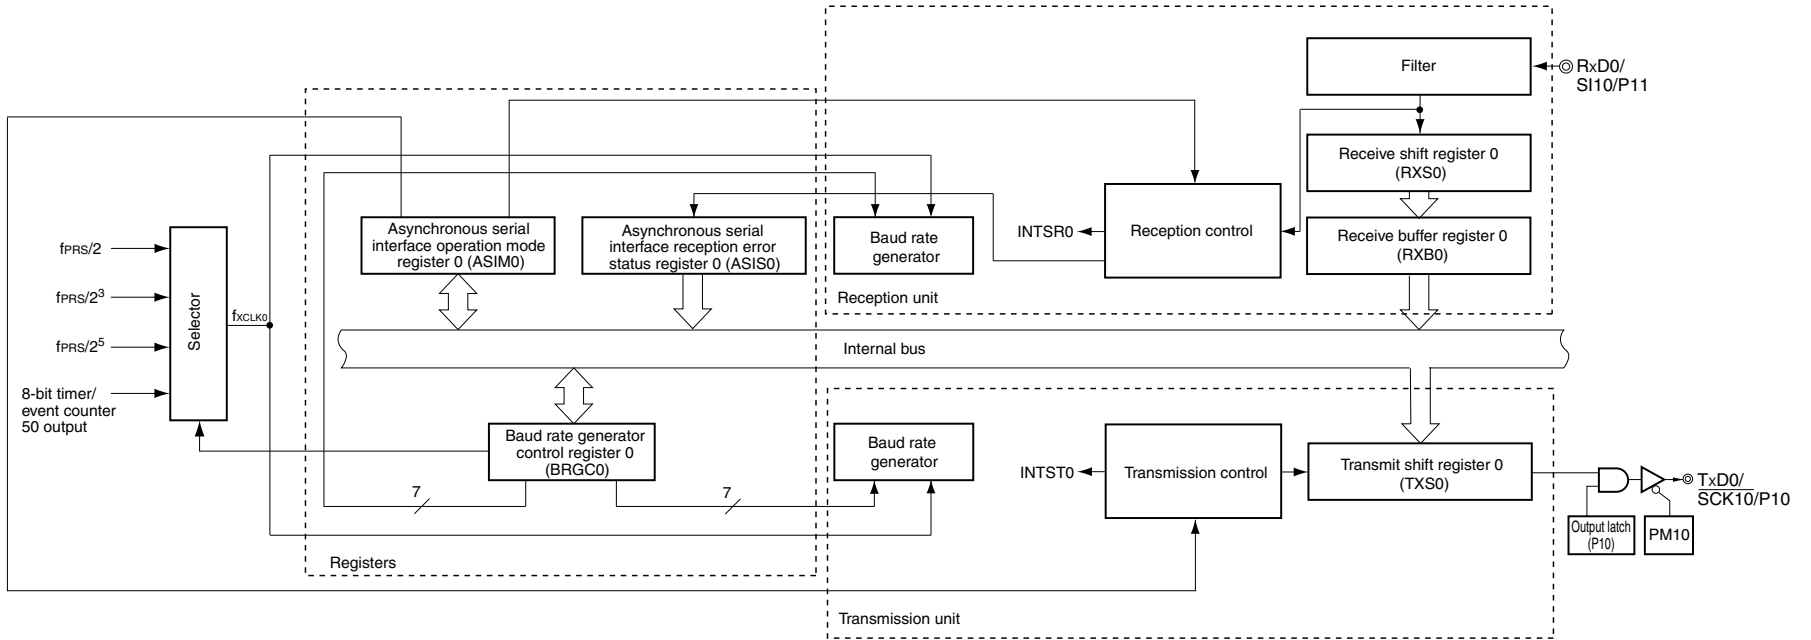 Filter
RxD0/
SI10/P11
Receive shift register 0
(RXS0)
Asynchronous serial
interface operation mode
register 0 (ASIM0)
Asynchronous serial
interface reception error
status register 0 (ASIS0)
Baud rate
generator
INTSR0
Reception control
Receive buffer register 0
(RXB0)
Reception unit
fPRS/2
fPRS/2³
fPRS/2⁵
8-bit timer/
event counter
50 output
Selector
fXCLK0
Internal bus
Baud rate generator
control register 0
(BRGC0)
7
7
Baud rate
generator
INTST0
Transmission control
Transmit shift register 0
(TXS0)
TxD0/
SCK10/P10
Output latch
(P10)
PM10
Registers
Transmission unit